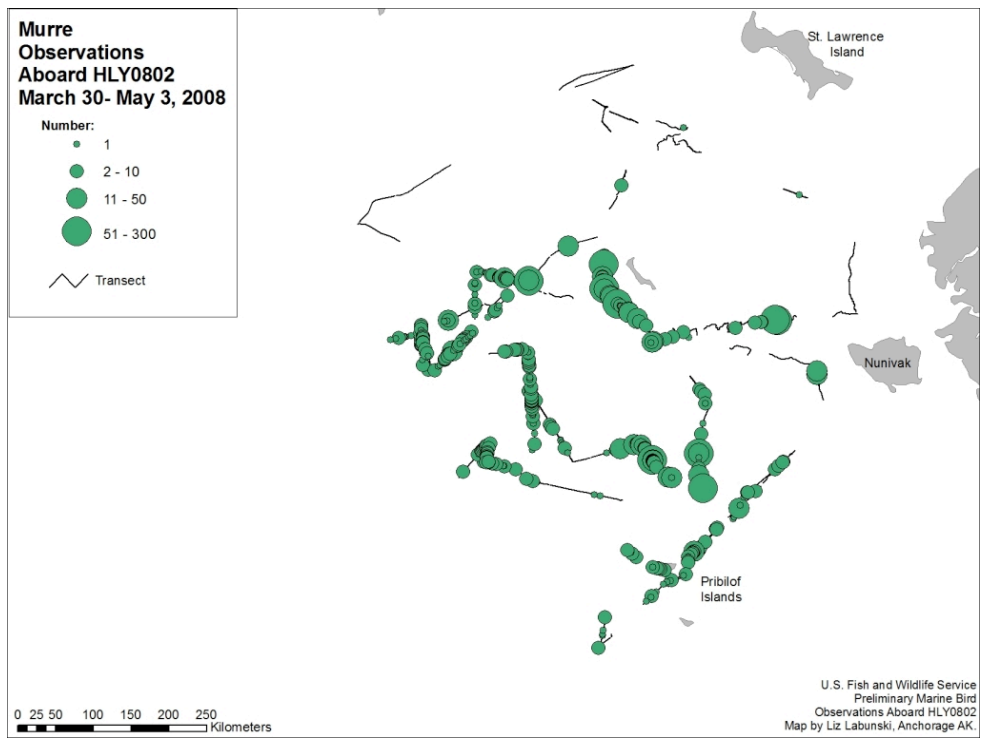 Murre
Observations
Aboard HLY0802
March 30- May 3, 2008
Number:
1
2 - 10
11 - 50
51 - 300
Transect
St. Lawrence
Island
Nunivak
Pribilof
Islands
0 25 50 100 150 200 250
Kilometers
U.S. Fish and Wildlife Service
Preliminary Marine Bird
Observations Aboard HLY0802
Map by Liz Labunski, Anchorage AK.